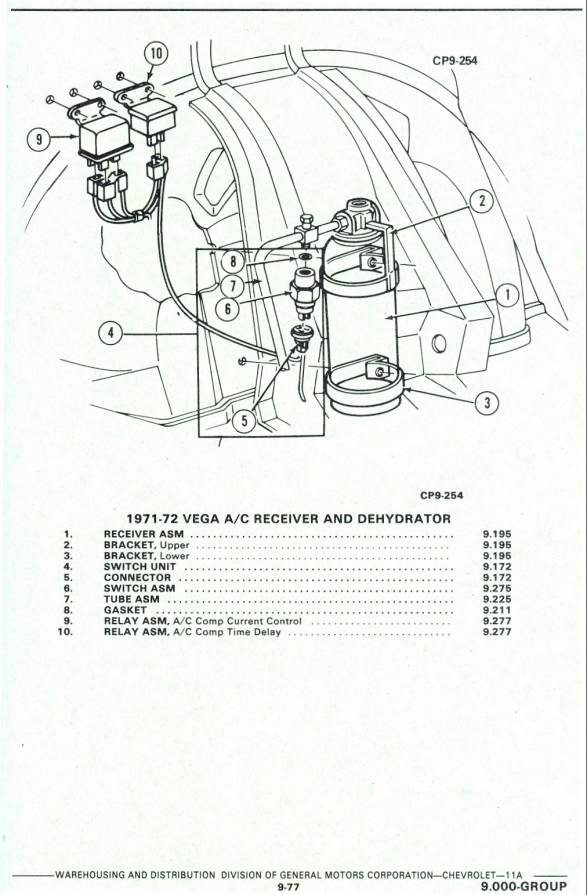 CP9-254
10
9
2
8
7
6
1
4
5
3
CP9-254
1971-72 VEGA A/C RECEIVER AND DEHYDRATOR
1. RECEIVER ASM 9.195
2. BRACKET, Upper 9.195
3. BRACKET, Lower 9.195
4. SWITCH UNIT 9.172
5. CONNECTOR 9.172
6. SWITCH ASM 9.275
7. TUBE ASM 9.225
8. GASKET 9.211
9. RELAY ASM, A/C Comp Current Control 9.277
10. RELAY ASM, A/C Comp Time Delay 9.277
WAREHOUSING AND DISTRIBUTION DIVISION OF GENERAL MOTORS CORPORATION—CHEVROLET—11A
9-77 9.000-GROUP